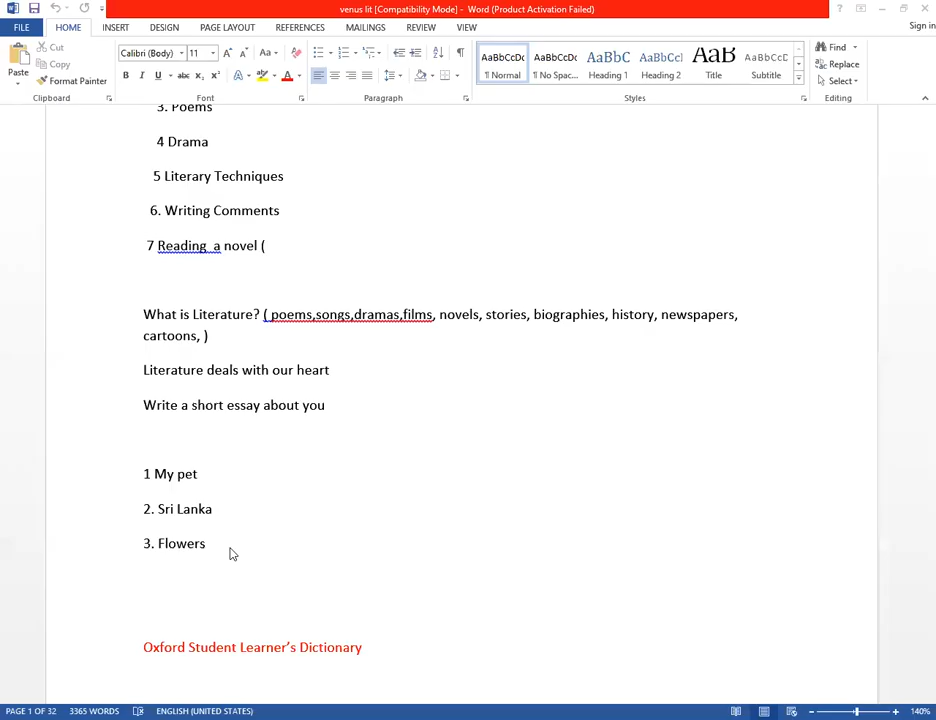 venus lit [Compatibility Mode] - Word (Product Activation Failed)
Sign in
FILE HOME INSERT DESIGN PAGE LAYOUT REFERENCES MAILINGS REVIEW VIEW
Paste
Cut
Copy
Format Painter
Calibri (Body) 11
Clipboard Font Paragraph Styles Editing
AaBbCcDc AaBbCcDc AaBbC AaBbCcl AaB AaBbCcC
¶ Normal ¶ No Spac... Heading 1 Heading 2 Title Subtitle
Find
Replace
Select
3. Poems
4 Drama
5 Literary Techniques
6. Writing Comments
7 Reading a novel (
What is Literature? ( poems,songs,dramas,films, novels, stories, biographies, history, newspapers,
cartoons, )
Literature deals with our heart
Write a short essay about you
1 My pet
2. Sri Lanka
3. Flowers
Oxford Student Learner’s Dictionary
PAGE 1 OF 32 3365 WORDS ENGLISH (UNITED STATES) 140%